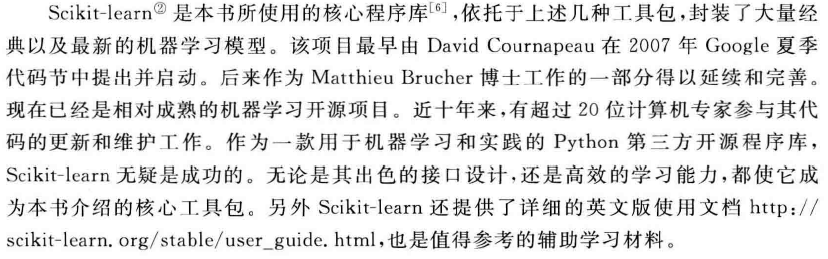 Scikit-learn② 是本书所使用的核心程序库[6],依托于上述几种工具包,封装了大量经
典以及最新的机器学习模型。该项目最早由 David Cournapeau 在 2007 年 Google 夏季
代码节中提出并启动。后来作为 Matthieu Brucher 博士工作的一部分得以延续和完善。
现在已经是相对成熟的机器学习开源项目。近十年来,有超过 20 位计算机专家参与其代
码的更新和维护工作。作为一款用于机器学习和实践的 Python 第三方开源程序库,
Scikit-learn 无疑是成功的。无论是其出色的接口设计,还是高效的学习能力,都使它成
为本书介绍的核心工具包。另外 Scikit-learn 还提供了详细的英文版使用文档 http://
scikit-learn. org/stable/user_guide. html,也是值得参考的辅助学习材料。